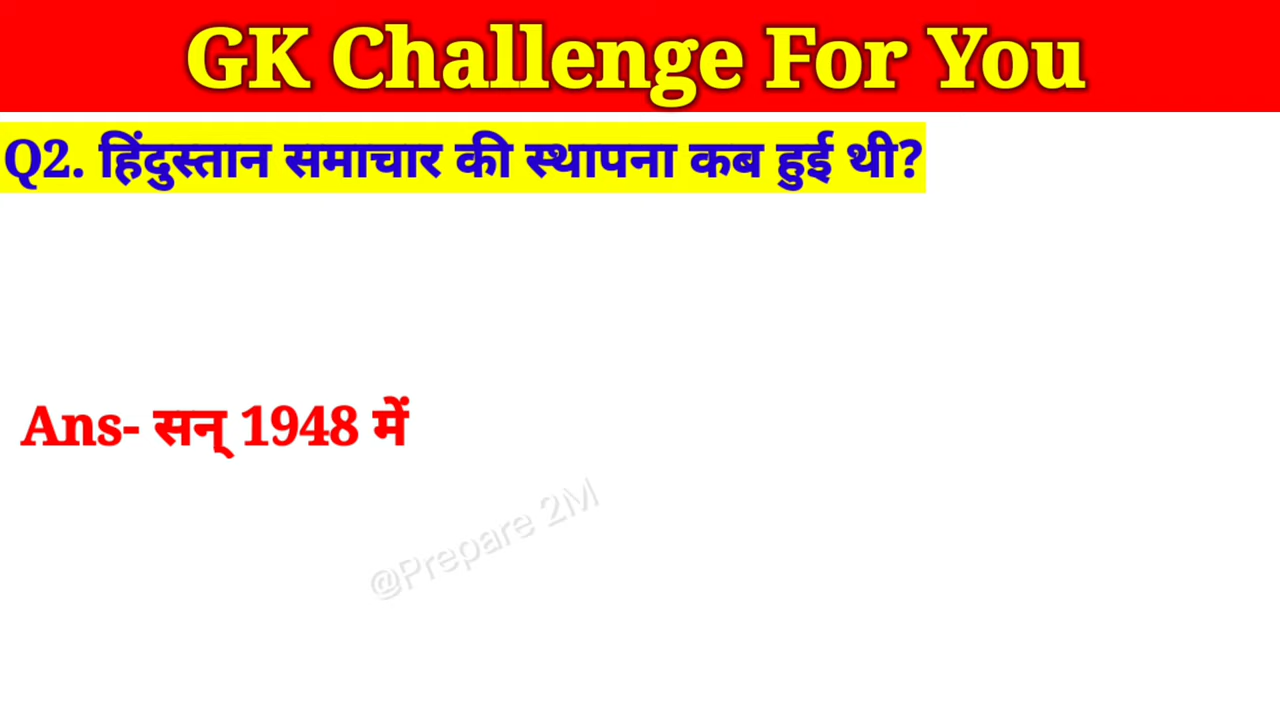 GK Challenge For You
Q2. हिंदुस्तान समाचार की स्थापना कब हुई थी?
Ans- सन् 1948 में
@Prepare 2M